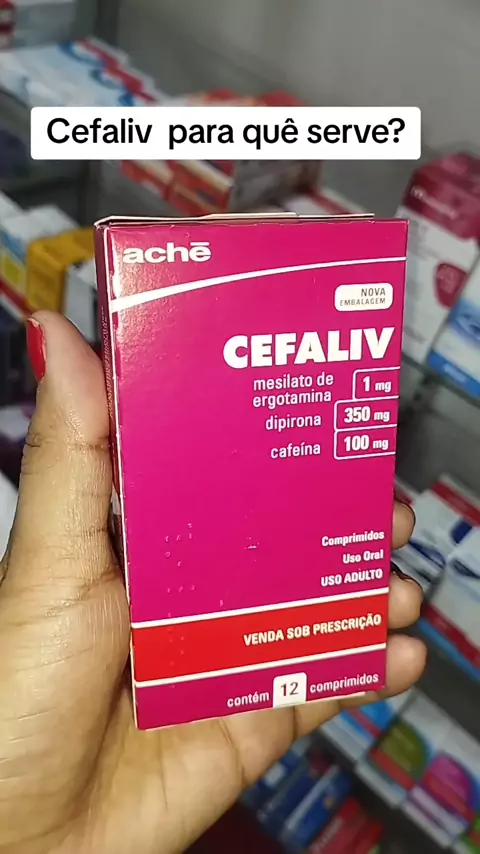 Cefaliv para quê serve?
achē
NOVA
EMBALAGEM
CEFALIV
mesilato de
ergotamina
1 mg
dipirona 350 mg
cafeína 100 mg
Comprimidos
Uso Oral
USO ADULTO
VENDA SOB PRESCRIÇÃO
contém 12 comprimidos